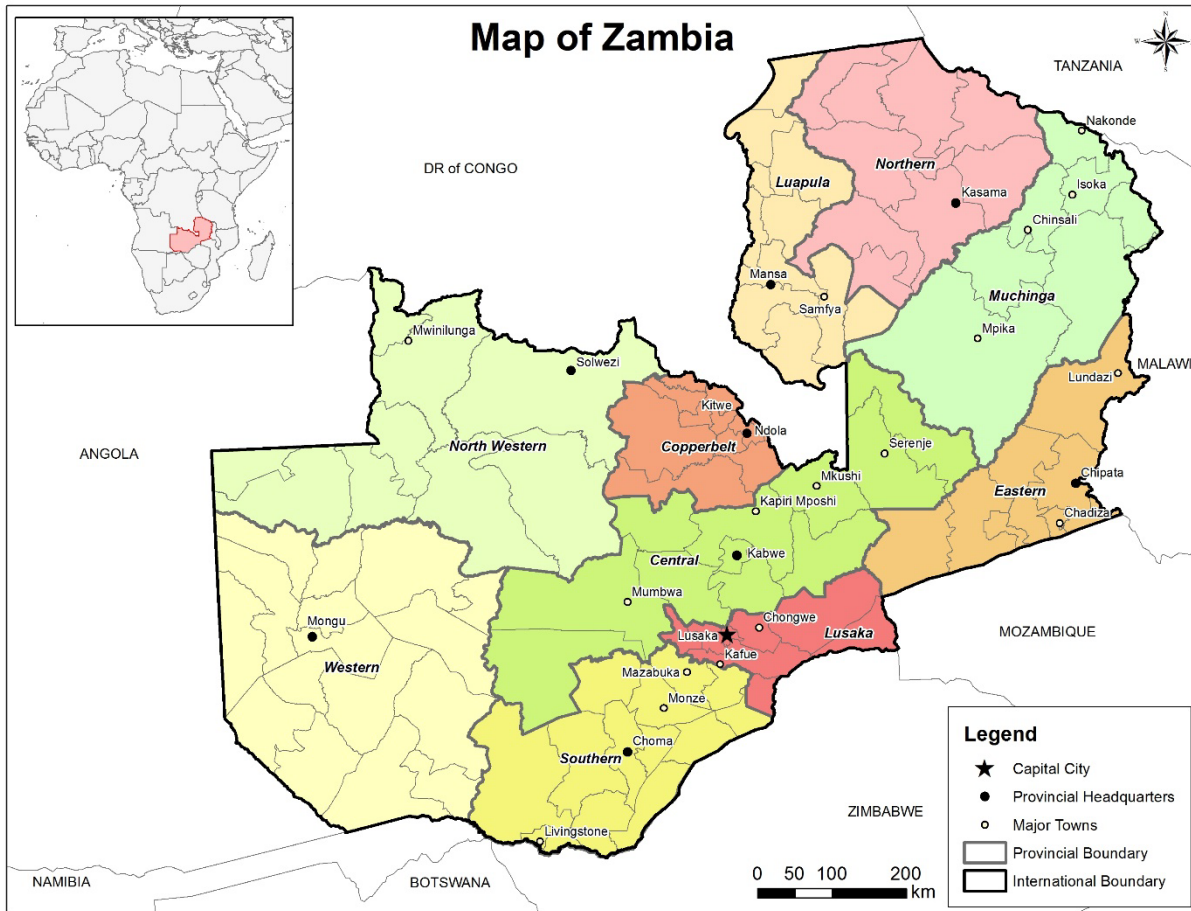 Map of Zambia
N
W
E
S
TANZANIA
Nakonde
DR of CONGO
Northern
Luapula
Isoka
Kasama
Chinsali
Mansa
Muchinga
Samfya
Mwinilunga
Mpika
Solwezi
MALAWI
Lundazi
Kitwe
Ndola
North Western
Copperbelt
ANGOLA
Serenje
Mkushi
Chipata
Eastern
Kapiri Mposhi
Chadiza
Kabwe
Central
Mumbwa
Chongwe
Mongu
Lusaka
Lusaka
MOZAMBIQUE
Western
Kafue
Mazabuka
Monze
Choma
Southern
Livingstone
ZIMBABWE
NAMIBIA
BOTSWANA
0 50 100 200
km
Legend
Capital City
Provincial Headquarters
Major Towns
Provincial Boundary
International Boundary